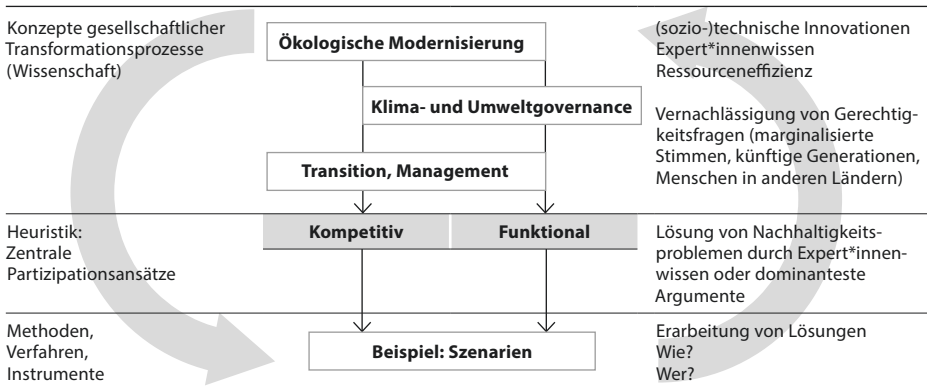 Konzepte gesellschaftlicher
Transformationsprozesse
(Wissenschaft)
Ökologische Modernisierung
Klima- und Umweltgovernance
Transition, Management
(sozio-)technische Innovationen
Expert*innenwissen
Ressourceneffizienz
Vernachlässigung von Gerechtig-
keitsfragen (marginalisierte
Stimmen, künftige Generationen,
Menschen in anderen Ländern)
Heuristik:
Zentrale
Partizipationsansätze
Kompetitiv
Funktional
Lösung von Nachhaltigkeits-
problemen durch Expert*innen-
wissen oder dominanteste
Argumente
Methoden,
Verfahren,
Instrumente
Beispiel: Szenarien
Erarbeitung von Lösungen
Wie?
Wer?